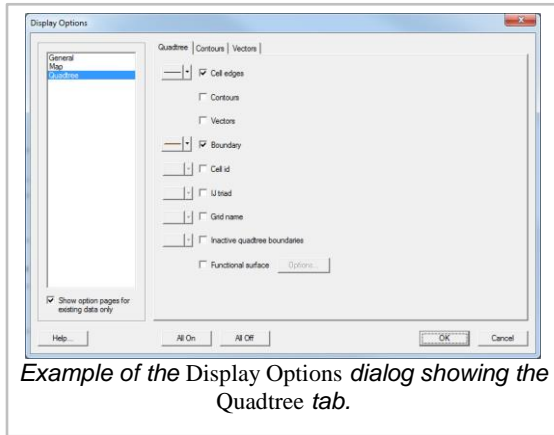 Display Options
General
Map
Quadtree
Show option pages for
existing data only
Quadtree
Contours
Vectors
Cell edges
Contours
Vectors
Boundary
Cell id
IJ triad
Grid name
Inactive quadtree boundaries
Functional surface
Options...
Help...
All On
All Off
OK
Cancel
Example of the Display Options dialog showing the
Quadtree tab.